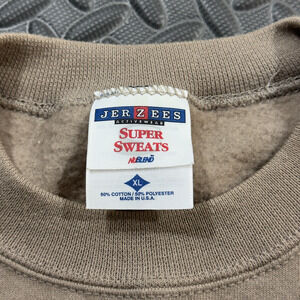 JERZEES
ACTIVEWEAR
SUPER
SWEATS
NuBLEND
XL
50% COTTON / 50% POLYESTER
MADE IN U.S.A.